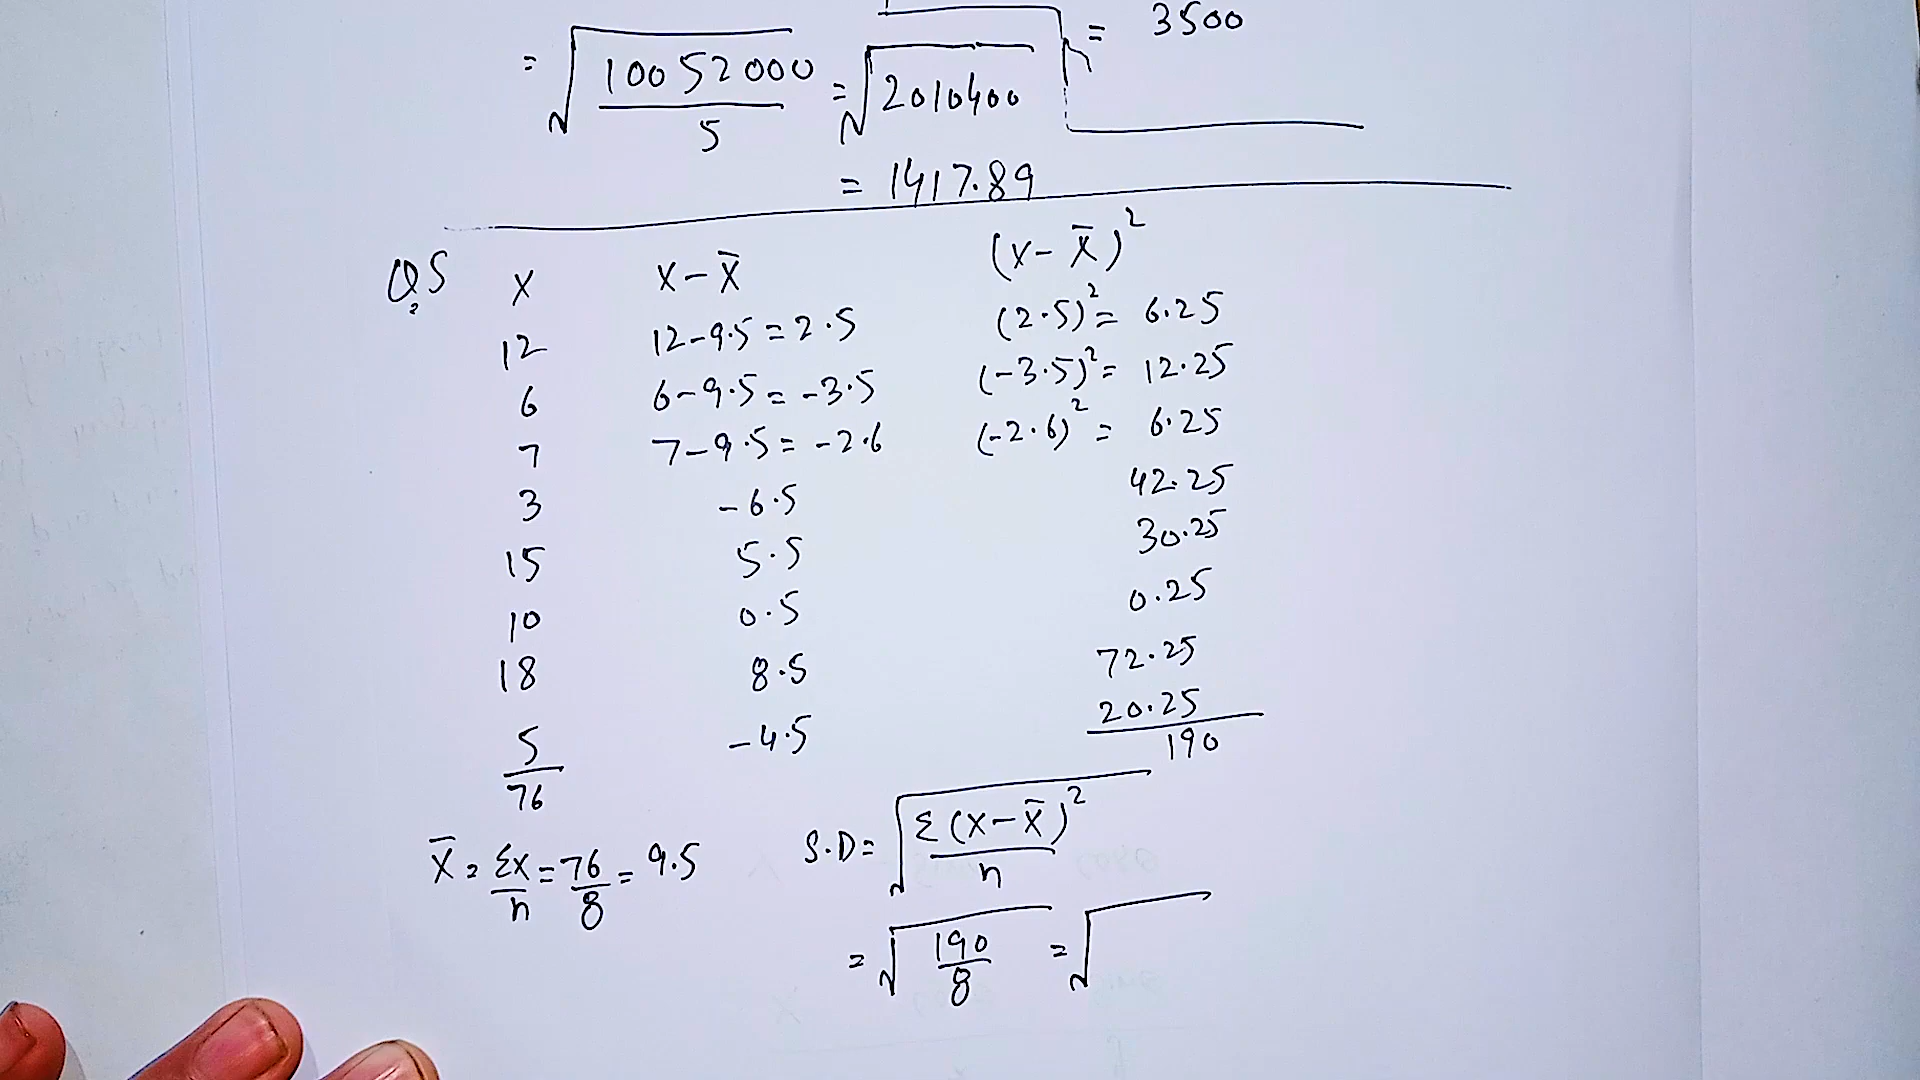 = √(10052000/5) = √2010400
= 3500
= 1417.89
Q.5 X X-X̄ (X-X̄)²
12 12-9.5=2.5 (2.5)²= 6.25
6 6-9.5=-3.5 (-3.5)²= 12.25
7 7-9.5=-2.6 (-2.6)²= 6.25
3 -6.5 42.25
15 5.5 30.25
10 0.5 0.25
18 8.5 72.25
5 -4.5 20.25
76 190
X̄ = Σx/n = 76/8 = 9.5
S.D = √(Σ(X-X̄)²/n)
= √(190/8) = √